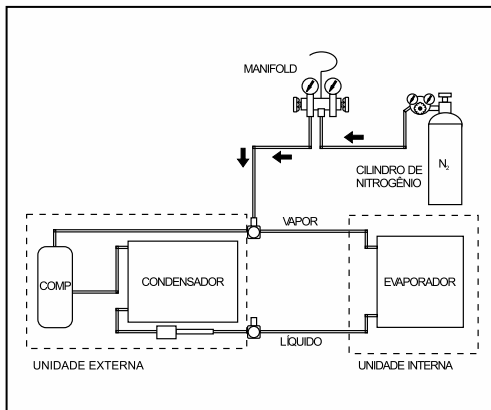 MANIFOLD
CILINDRO DE
NITROGÊNIO
N2
VAPOR
COMP
CONDENSADOR
EVAPORADOR
LÍQUIDO
UNIDADE EXTERNA
UNIDADE INTERNA